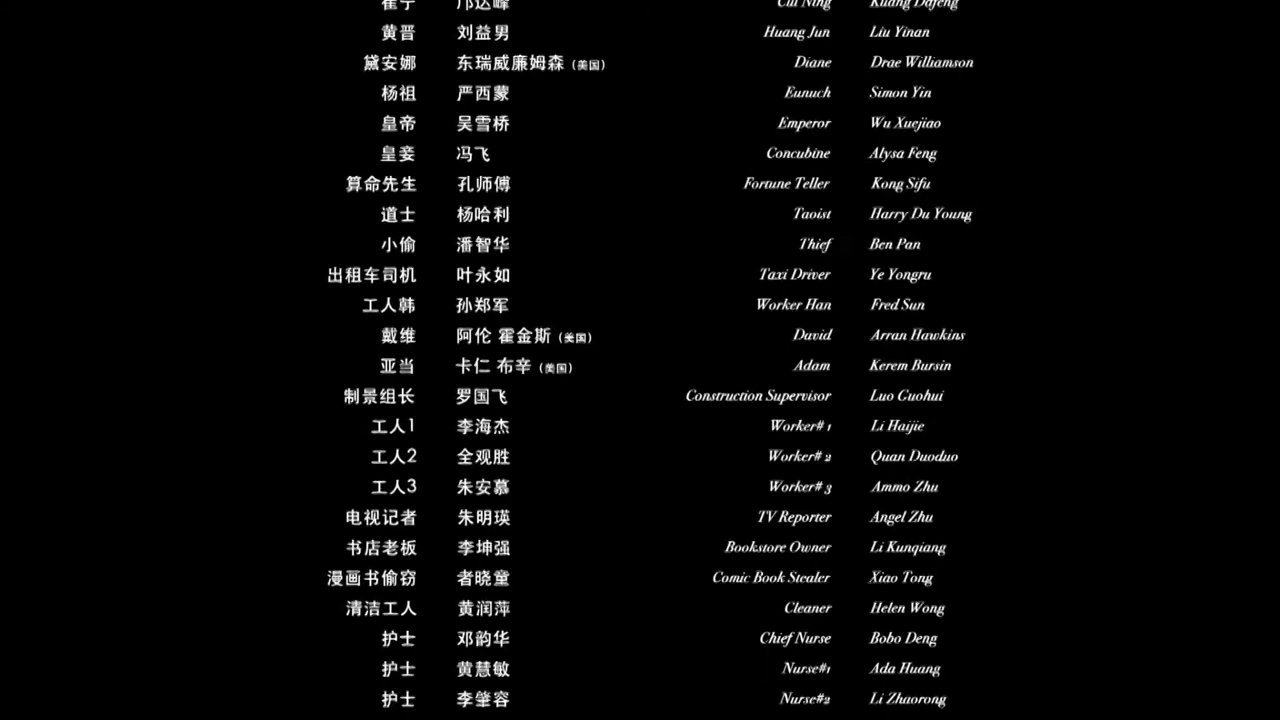 崔宁 邝达峰 Cui Ning Kuang Dafeng
黄晋 刘益男 Huang Jun Liu Yinan
黛安娜 东瑞威廉姆森（美国） Diane Drae Williamson
杨祖 严西蒙 Eunuch Simon Yin
皇帝 吴雪桥 Emperor Wu Xuejiao
皇妾 冯飞 Concubine Alysa Feng
算命先生 孔师傅 Fortune Teller Kong Sifu
道士 杨哈利 Taoist Harry Du Young
小偷 潘智华 Thief Ben Pan
出租车司机 叶永如 Taxi Driver Ye Yongru
工人韩 孙郑军 Worker Han Fred Sun
戴维 阿伦 霍金斯（美国） David Arran Hawkins
亚当 卡仁 布辛（美国） Adam Kerem Bursin
制景组长 罗国飞 Construction Supervisor Luo Guohui
工人1 李海杰 Worker# 1 Li Haijie
工人2 全观胜 Worker# 2 Quan Duoduo
工人3 朱安慕 Worker# 3 Ammo Zhu
电视记者 朱明瑛 TV Reporter Angel Zhu
书店老板 李坤强 Bookstore Owner Li Kunqiang
漫画书偷窃 者晓童 Comic Book Stealer Xiao Tong
清洁工人 黄润萍 Cleaner Helen Wong
护士 邓韵华 Chief Nurse Bobo Deng
护士 黄慧敏 Nurse#1 Ada Huang
护士 李肇容 Nurse#2 Li Zhaorong